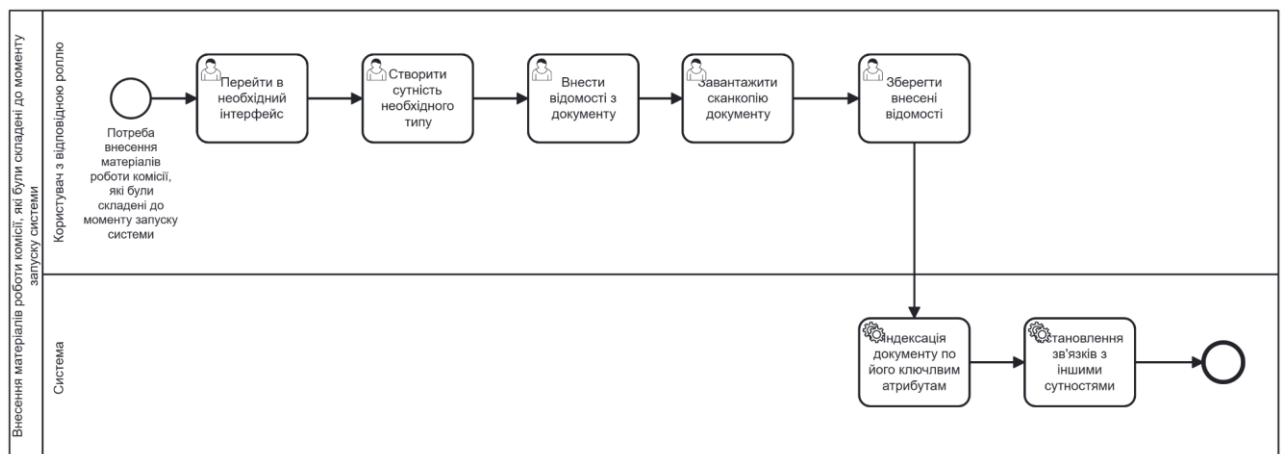 Внесення матеріалів роботи комісії, які були складені до моменту
запуску системи
Користувач з відповідною роллю
Потреба
внесення
матеріалів
роботи комісії,
які були
складені до
моменту запуску
системи
Перейти в
необхідний
інтерфейс
Створити
сутність
необхідного
типу
Внести
відомості з
документу
Завантажити
сканкопію
документу
Зберегти
внесені
відомості
Система
Індексація
документу по
його ключлвим
атрибутам
встановлення
зв'язків з
іншими
сутностями